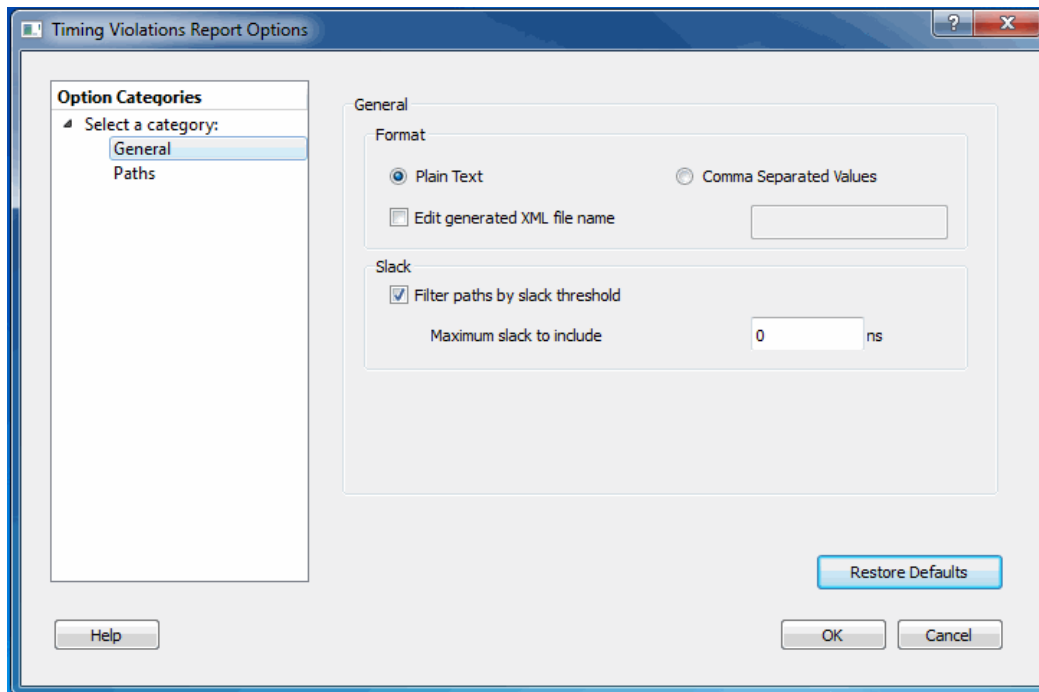 Timing Violations Report Options
?
Option Categories
Select a category:
General
Paths
General
Format
Plain Text
Comma Separated Values
Edit generated XML file name
Slack
Filter paths by slack threshold
Maximum slack to include 0 ns
Restore Defaults
Help
OK
Cancel